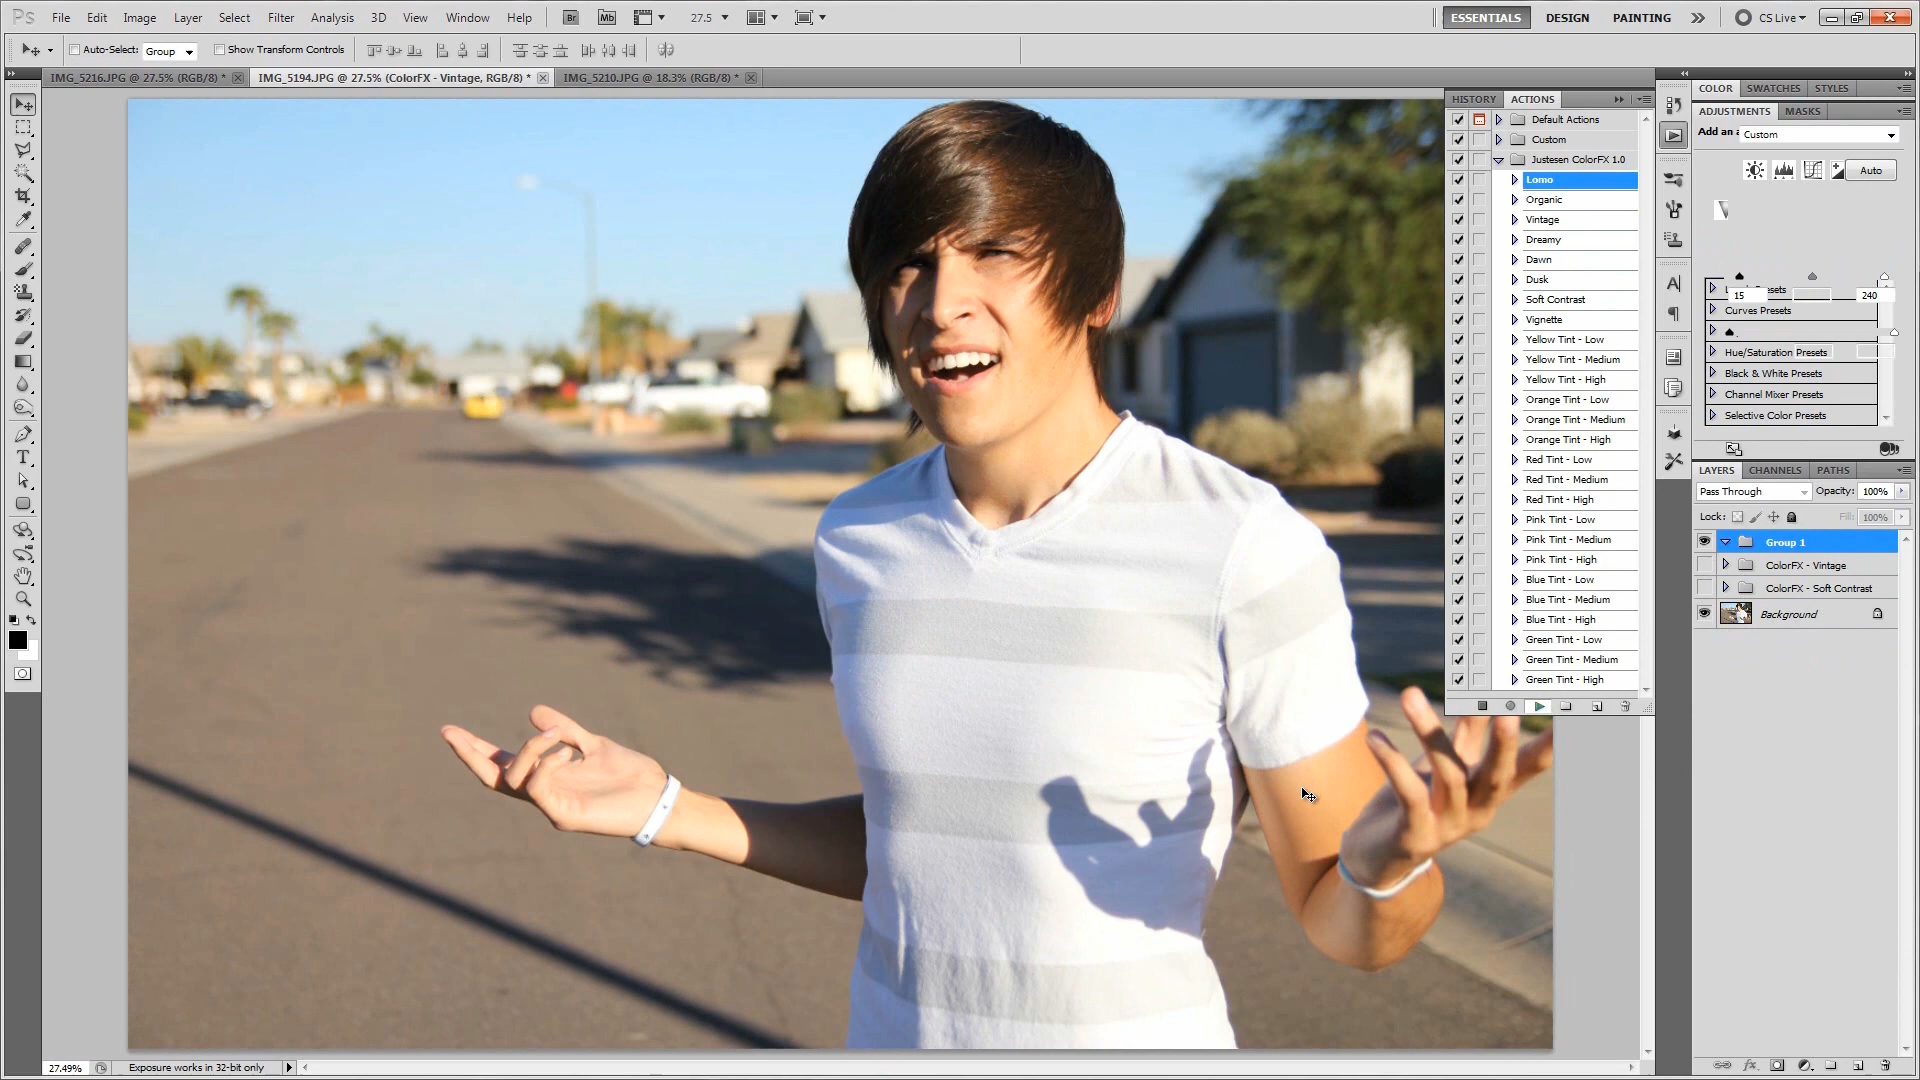 Ps File Edit Image Layer Select Filter Analysis 3D View Window Help Br Mb 27.5 ESSENTIALS DESIGN PAINTING CS Live
Auto-Select: Group Show Transform Controls
IMG_5216.JPG @ 27.5% (RGB/8) * IMG_5194.JPG @ 27.5% (ColorFX - Vintage, RGB/8) * IMG_5210.JPG @ 18.3% (RGB/8) *
HISTORY ACTIONS
Default Actions
Custom
Justesen ColorFX 1.0
Lomo
Organic
Vintage
Dreamy
Dawn
Dusk
Soft Contrast
Vignette
Yellow Tint - Low
Yellow Tint - Medium
Yellow Tint - High
Orange Tint - Low
Orange Tint - Medium
Orange Tint - High
Red Tint - Low
Red Tint - Medium
Red Tint - High
Pink Tint - Low
Pink Tint - Medium
Pink Tint - High
Blue Tint - Low
Blue Tint - Medium
Blue Tint - High
Green Tint - Low
Green Tint - Medium
Green Tint - High
COLOR SWATCHES STYLES
ADJUSTMENTS MASKS
Add an a Custom
Auto
15 240
Curves Presets
Hue/Saturation Presets
Black & White Presets
Channel Mixer Presets
Selective Color Presets
LAYERS CHANNELS PATHS
Pass Through Opacity: 100%
Lock: Fill: 100%
Group 1
ColorFX - Vintage
ColorFX - Soft Contrast
Background
27.49% Exposure works in 32-bit only